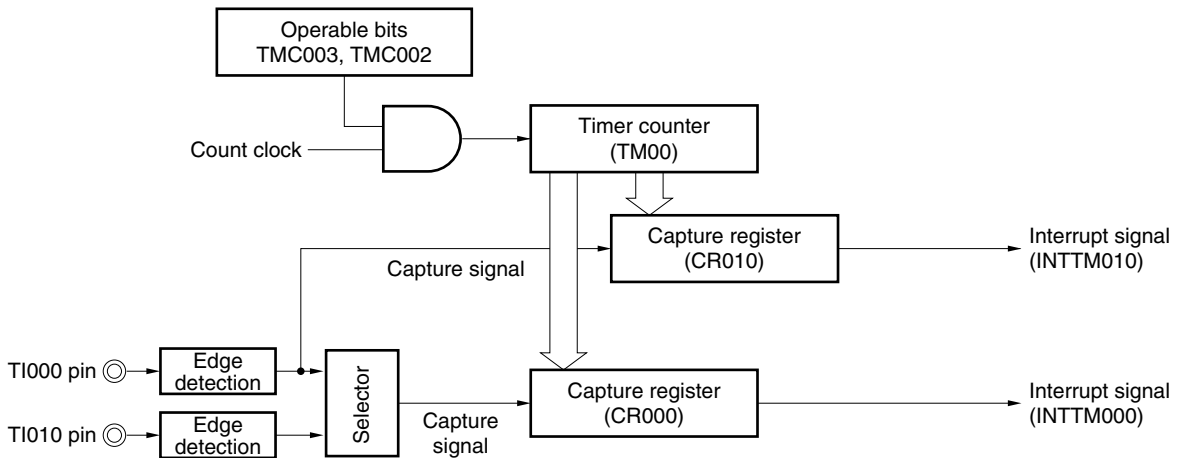 Operable bits
TMC003, TMC002
Count clock
Timer counter
(TM00)
Capture register
(CR010)
Interrupt signal
(INTTM010)
Capture signal
TI000 pin
Edge
detection
Selector
Capture register
(CR000)
Interrupt signal
(INTTM000)
TI010 pin
Edge
detection
Capture
signal